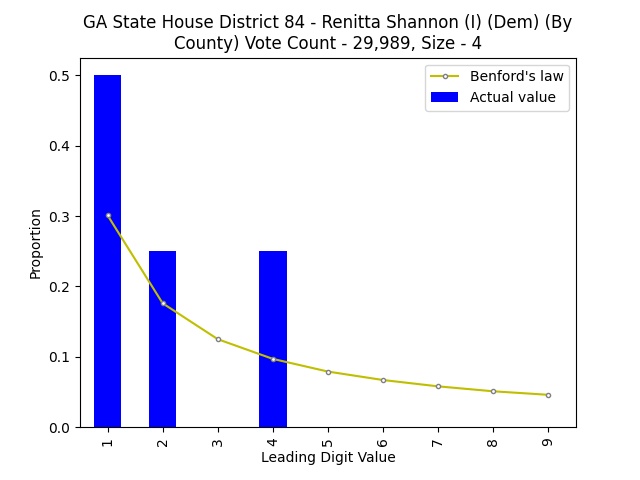 GA State House District 84 - Renitta Shannon (I) (Dem) (By
County) Vote Count - 29,989, Size - 4
Benford's law
Actual value
Proportion
0.5
0.4
0.3
0.2
0.1
0.0
1 2 3 4 5 6 7 8 9
Leading Digit Value